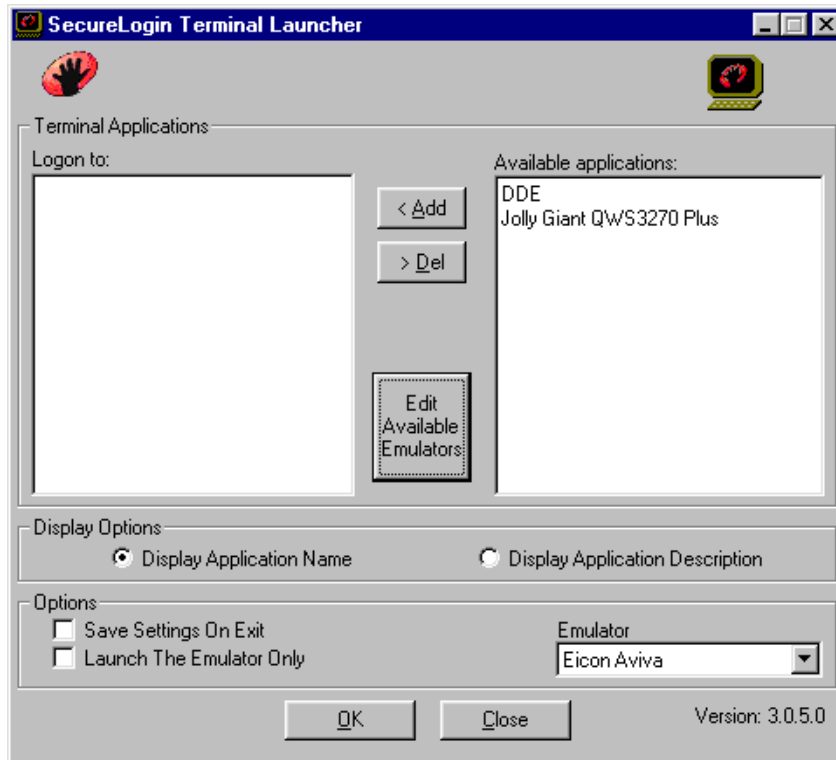 SecureLogin Terminal Launcher
Terminal Applications
Logon to:
Available applications:
< Add
> Del
DDE
Jolly Giant QWS3270 Plus
Edit
Available
Emulators
Display Options
Display Application Name
Display Application Description
Options
Save Settings On Exit
Launch The Emulator Only
Emulator
Eicon Aviva
OK
Close
Version: 3.0.5.0